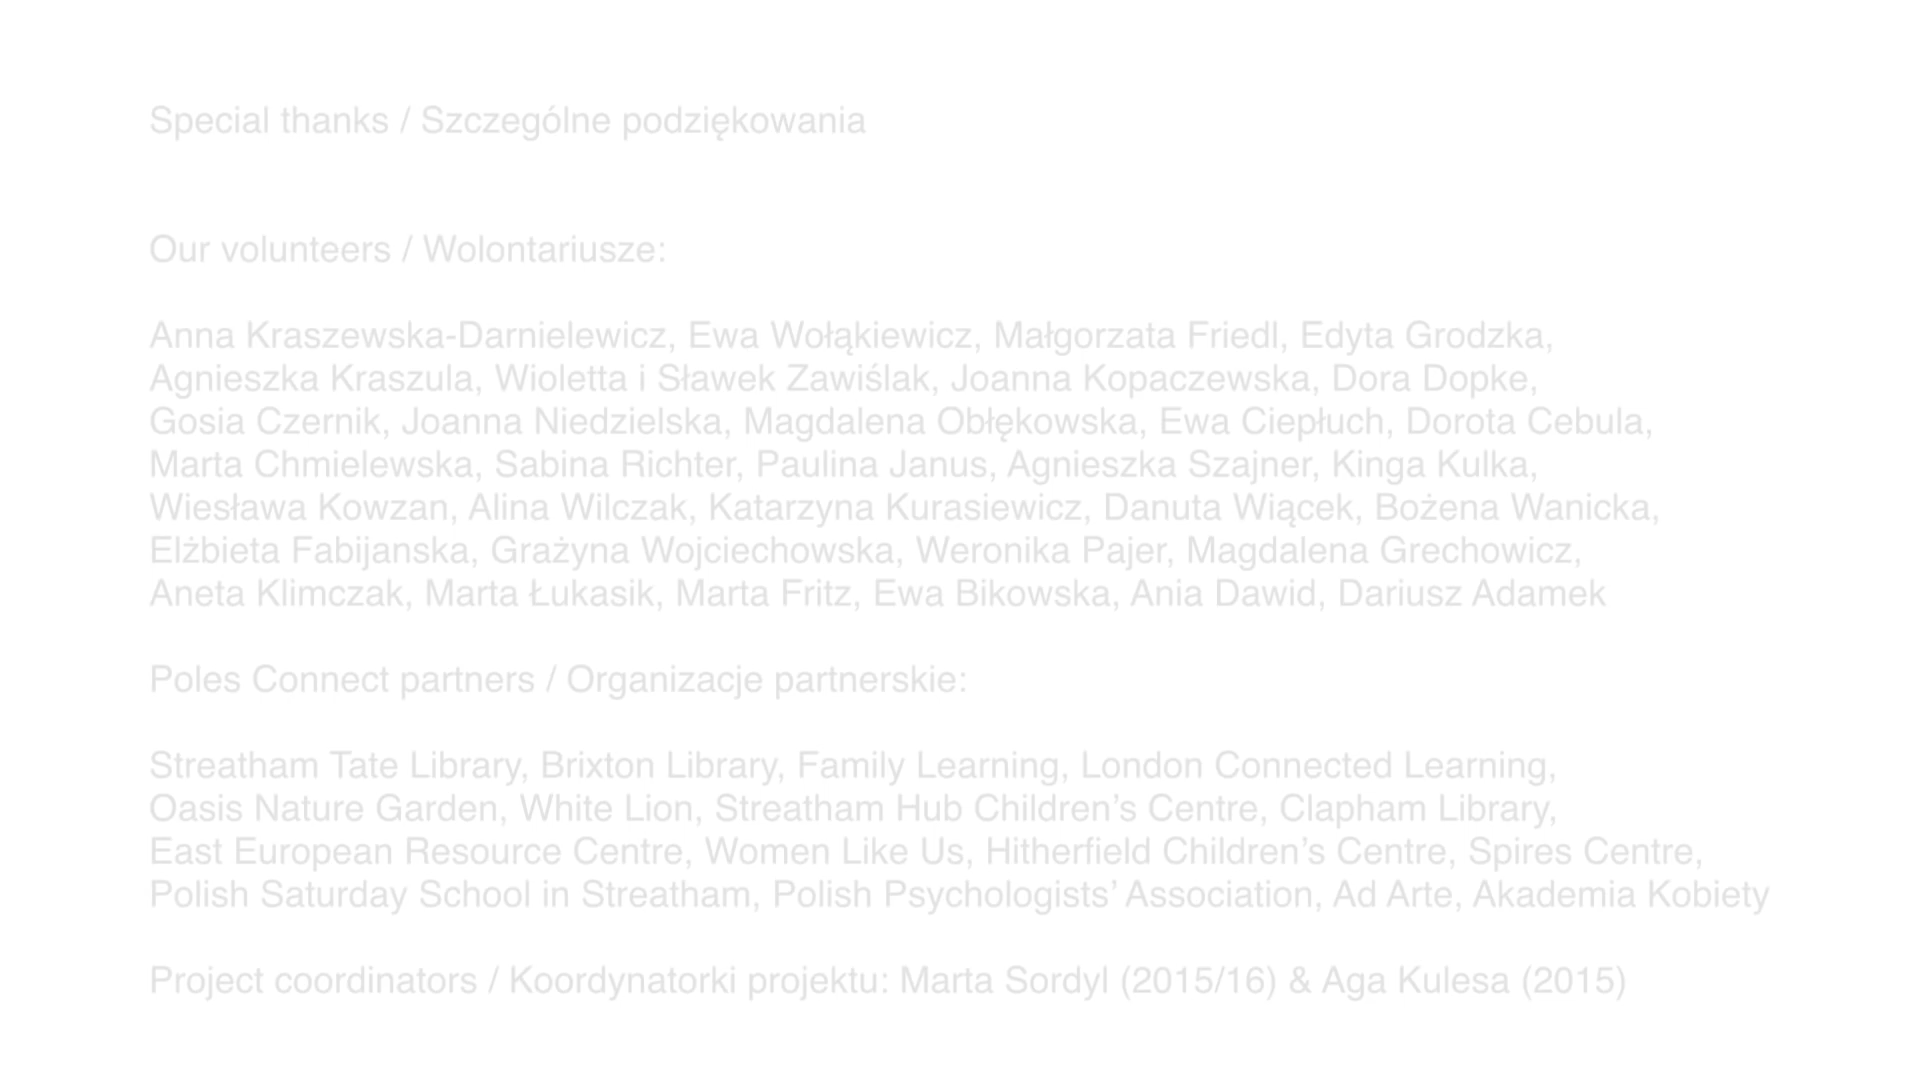 Special thanks / Szczególne podziękowania
Our volunteers / Wolontariusze:
Anna Kraszewska-Darnielewicz, Ewa Wołąkiewicz, Małgorzata Friedl, Edyta Grodzka,
Agnieszka Kraszula, Wioletta i Sławek Zawiślak, Joanna Kopaczewska, Dora Dopke,
Gosia Czernik, Joanna Niedzielska, Magdalena Obłękowska, Ewa Ciepłuch, Dorota Cebula,
Marta Chmielewska, Sabina Richter, Paulina Janus, Agnieszka Szajner, Kinga Kulka,
Wiesława Kowzan, Alina Wilczak, Katarzyna Kurasiewicz, Danuta Wiącek, Bożena Wanicka,
Elżbieta Fabijanska, Grażyna Wojciechowska, Weronika Pajer, Magdalena Grechowicz,
Aneta Klimczak, Marta Łukasik, Marta Fritz, Ewa Bikowska, Ania Dawid, Dariusz Adamek
Poles Connect partners / Organizacje partnerskie:
Streatham Tate Library, Brixton Library, Family Learning, London Connected Learning,
Oasis Nature Garden, White Lion, Streatham Hub Children’s Centre, Clapham Library,
East European Resource Centre, Women Like Us, Hitherfield Children’s Centre, Spires Centre,
Polish Saturday School in Streatham, Polish Psychologists’ Association, Ad Arte, Akademia Kobiety
Project coordinators / Koordynatorki projektu: Marta Sordyl (2015/16) & Aga Kulesa (2015)